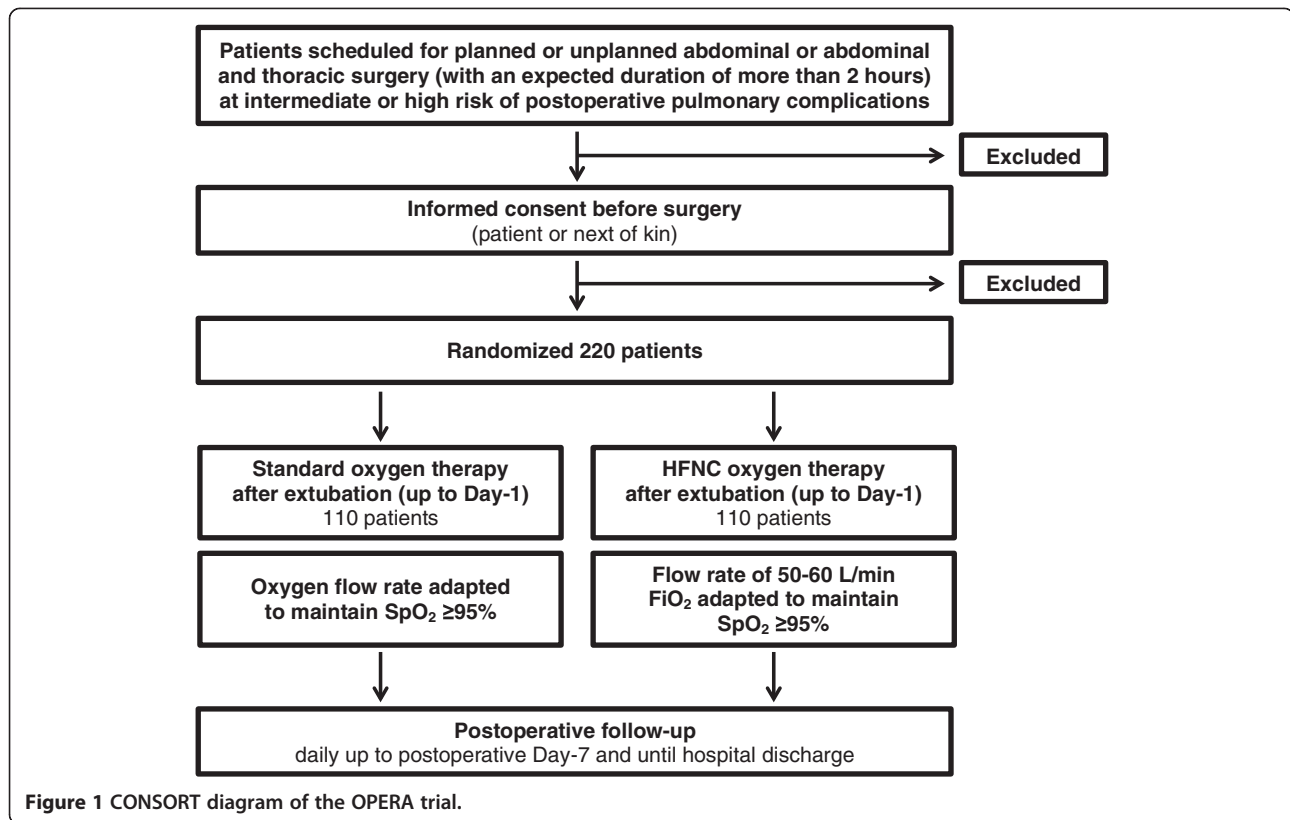 Patients scheduled for planned or unplanned abdominal or abdominal
and thoracic surgery (with an expected duration of more than 2 hours)
at intermediate or high risk of postoperative pulmonary complications
Excluded
Informed consent before surgery
(patient or next of kin)
Excluded
Randomized 220 patients
Standard oxygen therapy
after extubation (up to Day-1)
110 patients
HFNC oxygen therapy
after extubation (up to Day-1)
110 patients
Oxygen flow rate adapted
to maintain SpO₂ ≥95%
Flow rate of 50-60 L/min
FiO₂ adapted to maintain
SpO₂ ≥95%
Postoperative follow-up
daily up to postoperative Day-7 and until hospital discharge
Figure 1 CONSORT diagram of the OPERA trial.